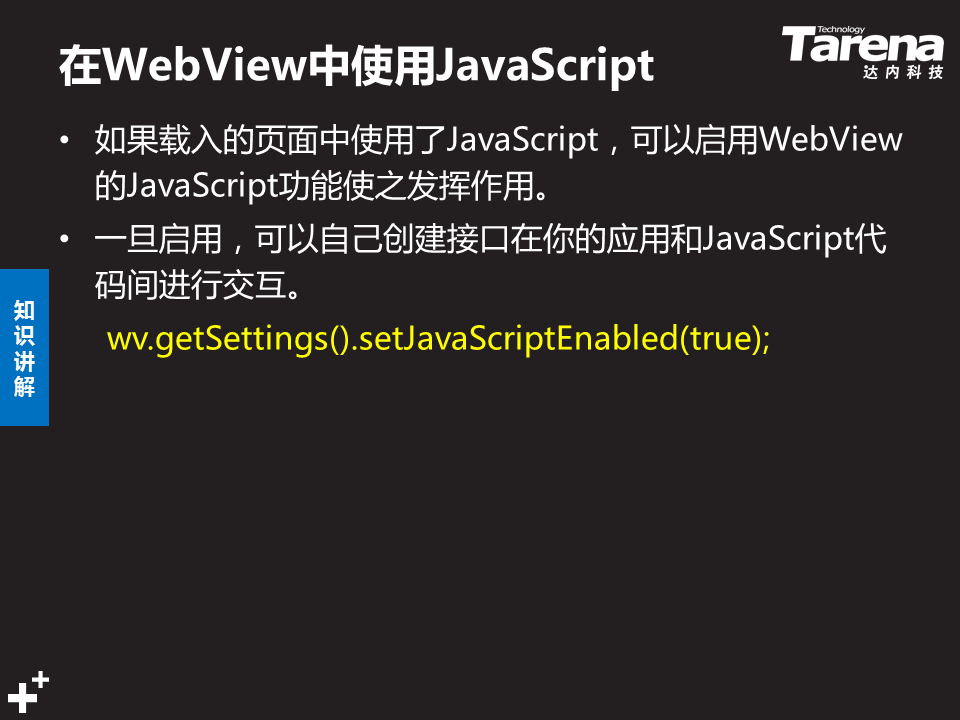 在WebView中使用JavaScript
Technology
Tarena
达内科技
• 如果载入的页面中使用了JavaScript，可以启用WebView
的JavaScript功能使之发挥作用。
• 一旦启用，可以自己创建接口在你的应用和JavaScript代
码间进行交互。
wv.getSettings().setJavaScriptEnabled(true);
知
识
讲
解